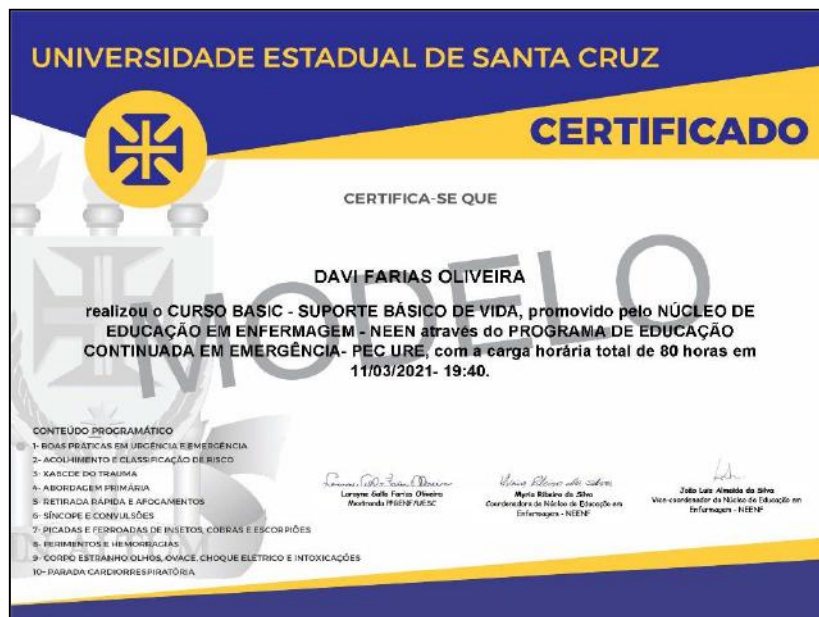 UNIVERSIDADE ESTADUAL DE SANTA CRUZ
CERTIFICADO
CERTIFICA-SE QUE
MODELO
DAVI FARIAS OLIVEIRA
realizou o CURSO BASIC - SUPORTE BÁSICO DE VIDA, promovido pelo NÚCLEO DE
EDUCAÇÃO EM ENFERMAGEM - NEEN através do PROGRAMA DE EDUCAÇÃO
CONTINUADA EM EMERGÊNCIA- PEC URE, com a carga horária total de 80 horas em
11/03/2021- 19:40.
CONTEÚDO PROGRAMÁTICO
1- BOAS PRÁTICAS EM URGÊNCIA E EMERGÊNCIA
2- ACOLHIMENTO E CLASSIFICAÇÃO DE RISCO
3- XABCDE DO TRAUMA
4- ABORDAGEM PRIMÁRIA
5- RETIRADA RÁPIDA E AFOGAMENTOS
6- SÍNCOPE E CONVULSÕES
7- PICADAS E FERROADAS DE INSETOS, COBRAS E ESCORPIÕES
8- FERIMENTOS E HEMORRAGIAS
9- CORPO ESTRANHO OLHOS, OVACE, CHOQUE ELÉTRICO E INTOXICAÇÕES
10- PARADA CARDIORRESPIRATÓRIA
Larayne Gallo Farias Oliveira
Mestranda PPGENF/UESC
Myria Ribeiro da Silva
Coordenadora do Núcleo de Educação em
Enfermagem - NEENF
João Luis Almeida da Silva
Vice-coordenador do Núcleo de Educação em
Enfermagem - NEENF